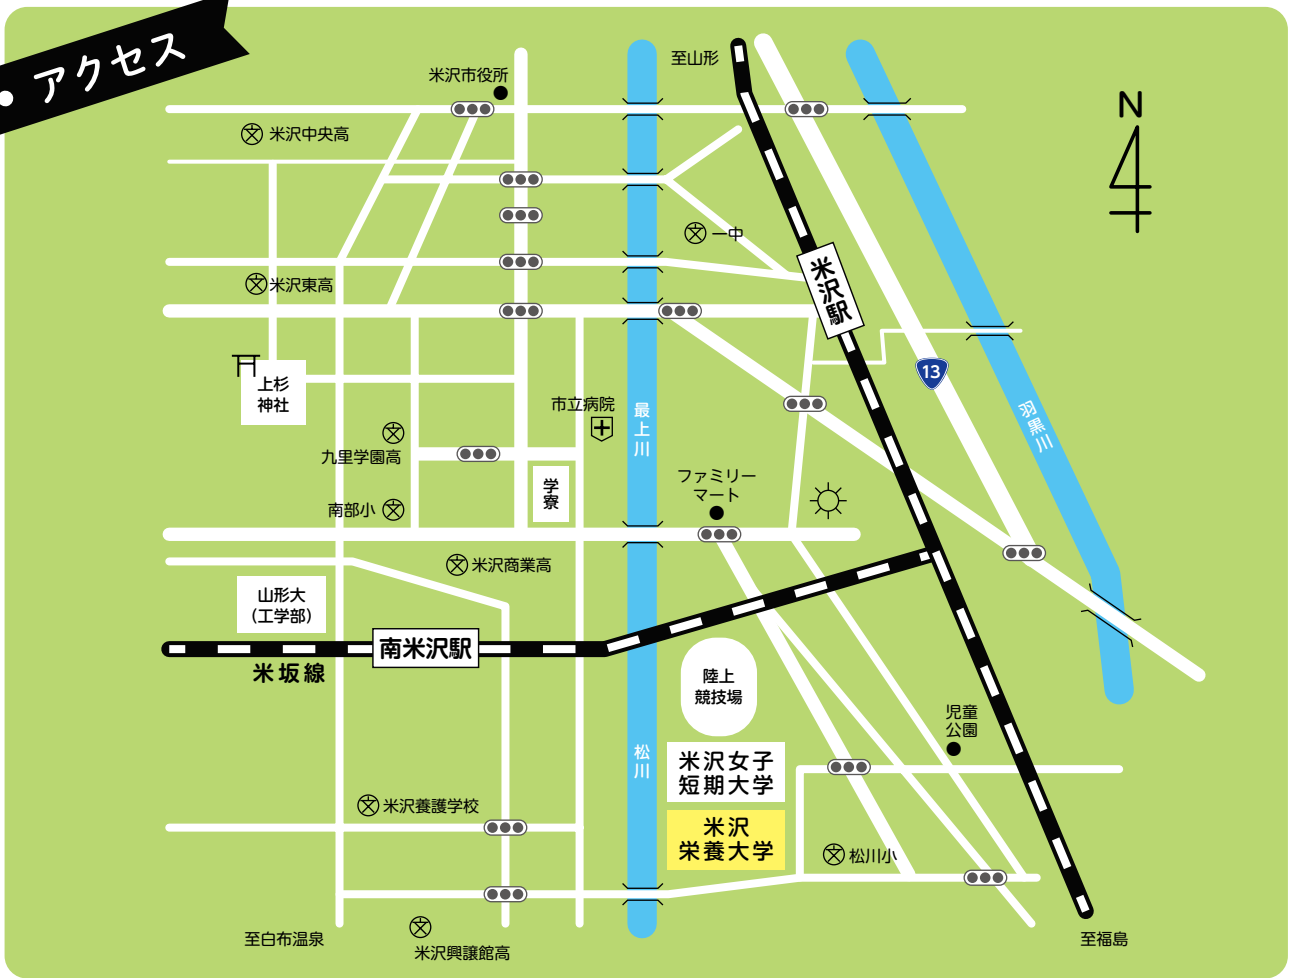 アクセス
至山形
米沢市役所
N
米沢中央高
一中
米沢東高
米沢駅
13
上杉
神社
市立病院
最上川
羽黒川
九里学園高
ファミリー
マート
学寮
南部小
米沢商業高
山形大
(工学部)
南米沢駅
米坂線
陸上
競技場
児童
公園
米沢女子
短期大学
松川
米沢養護学校
米沢
栄養大学
松川小
至白布温泉
米沢興譲館高
至福島